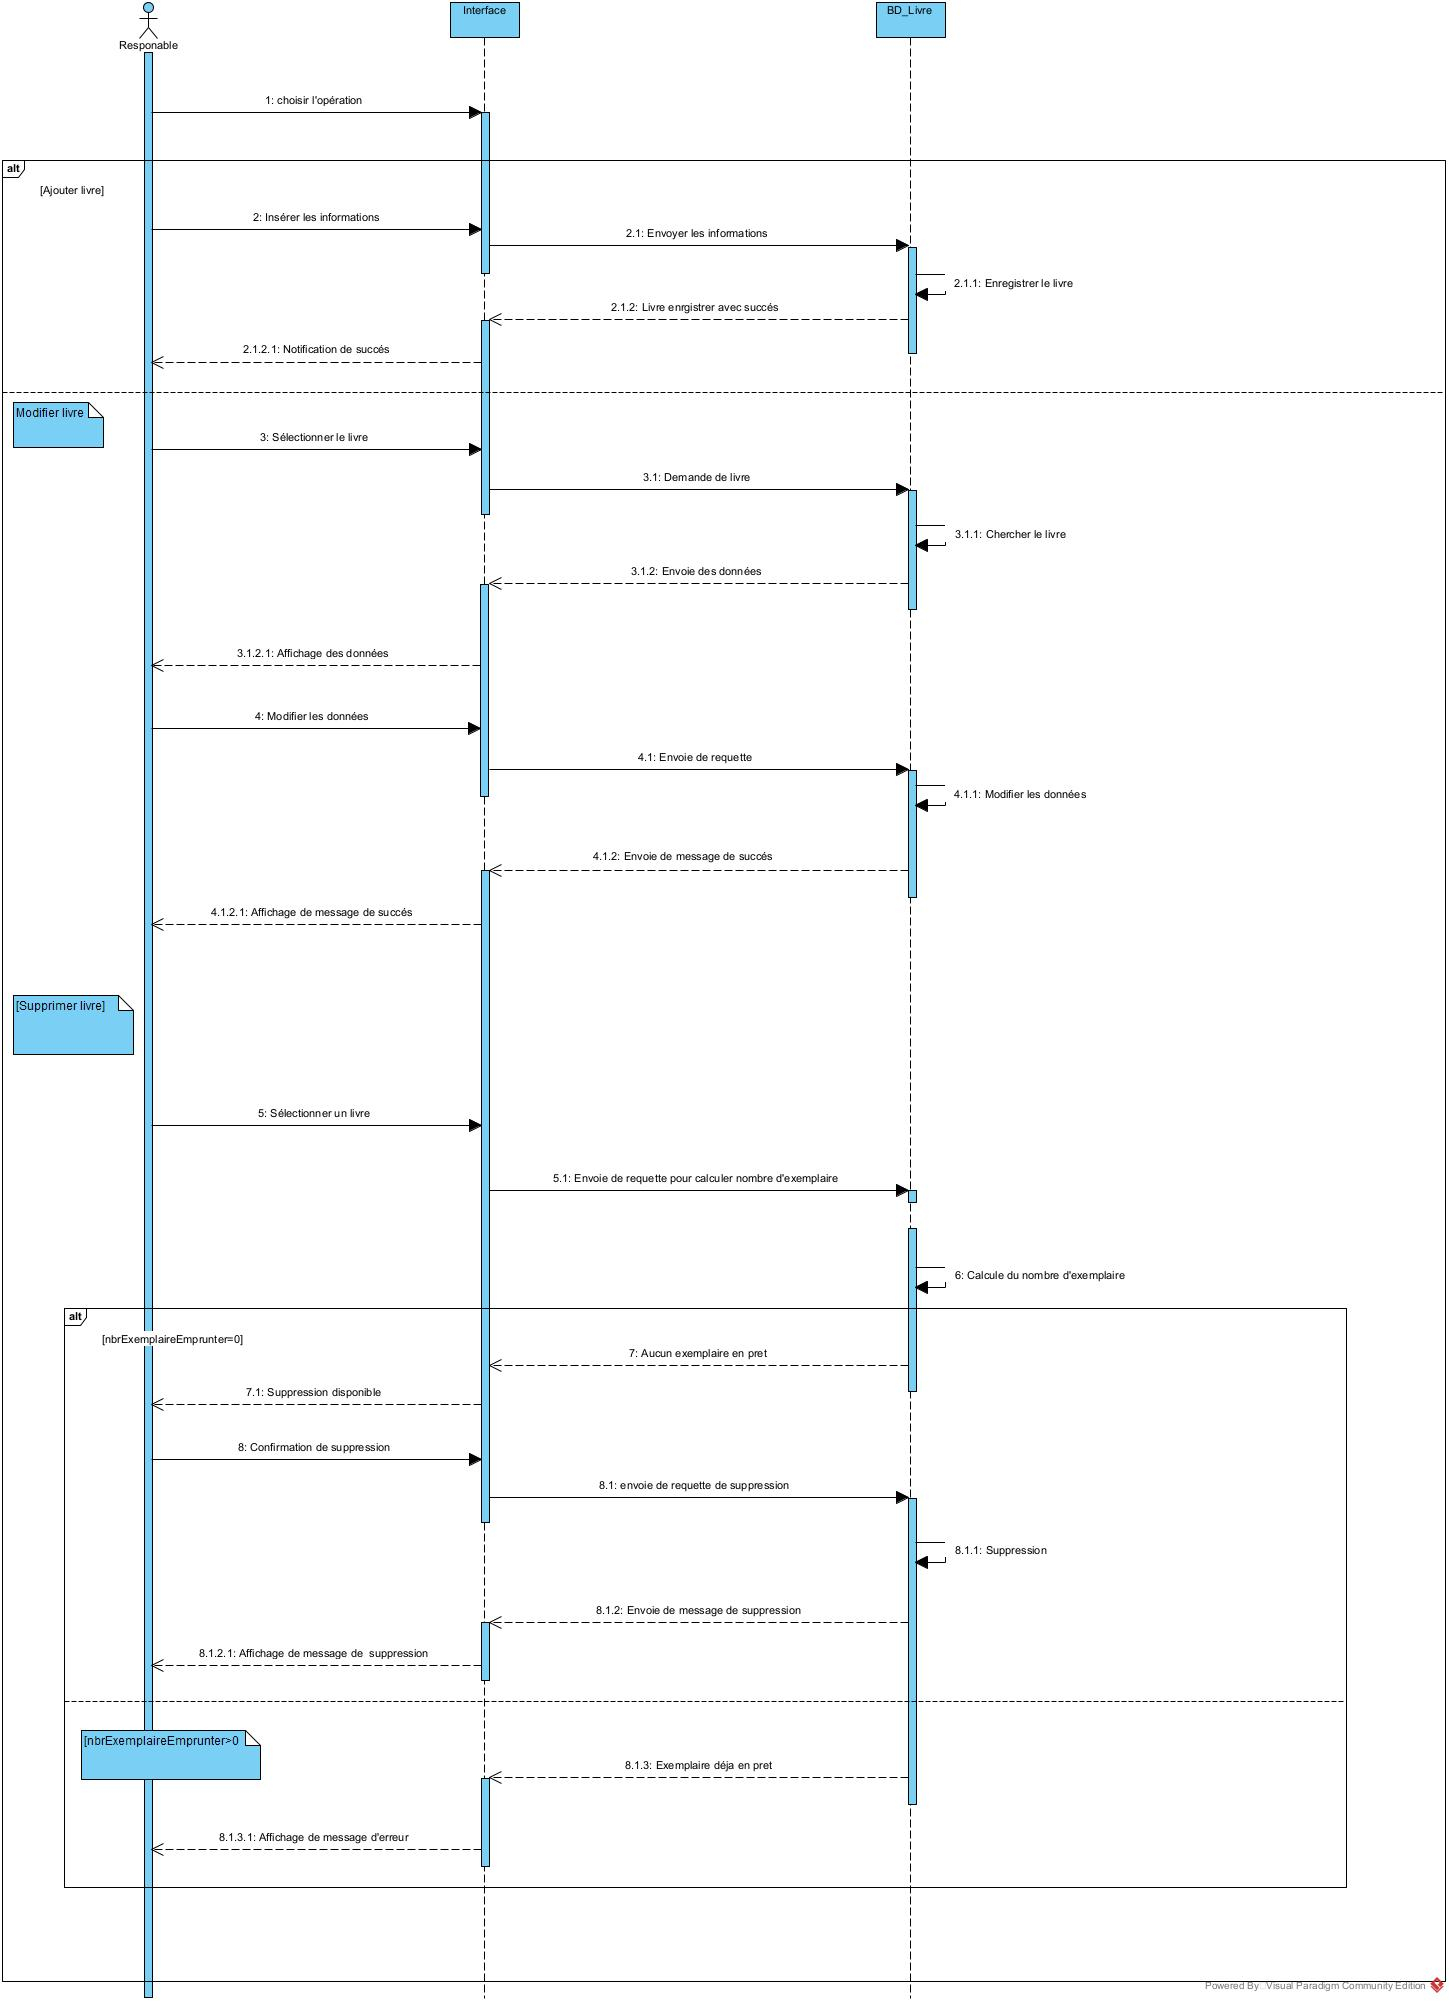 Interface
BD_Livre
Responable
1: choisir l'opération
alt
[Ajouter livre]
2: Insérer les informations
2.1: Envoyer les informations
2.1.1: Enregistrer le livre
2.1.2: Livre enrgistrer avec succés
2.1.2.1: Notification de succés
Modifier livre
3: Sélectionner le livre
3.1: Demande de livre
3.1.1: Chercher le livre
3.1.2: Envoie des données
3.1.2.1: Affichage des données
4: Modifier les données
4.1: Envoie de requette
4.1.1: Modifier les données
4.1.2: Envoie de message de succés
4.1.2.1: Affichage de message de succés
[Supprimer livre]
5: Sélectionner un livre
5.1: Envoie de requette pour calculer nombre d'exemplaire
6: Calcule du nombre d'exemplaire
alt
[nbrExemplaireEmprunter=0]
7: Aucun exemplaire en pret
7.1: Suppression disponible
8: Confirmation de suppression
8.1: envoie de requette de suppression
8.1.1: Suppression
8.1.2: Envoie de message de suppression
8.1.2.1: Affichage de message de  suppression
[nbrExemplaireEmprunter>0
8.1.3: Exemplaire déja en pret
8.1.3.1: Affichage de message d'erreur
Powered By Visual Paradigm Community Edition